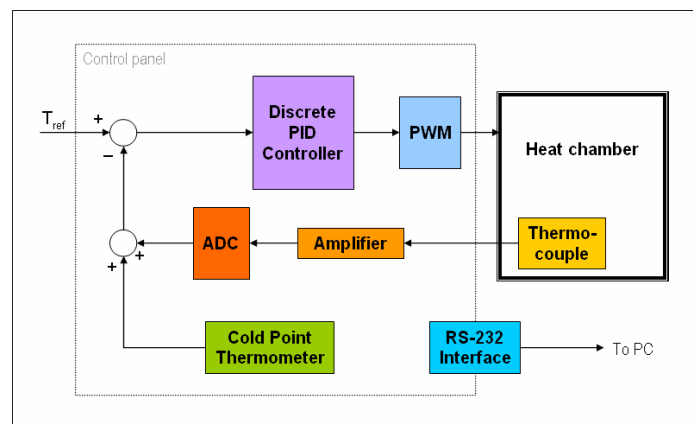 Control panel
T_ref
+
−
Discrete
PID
Controller
PWM
Heat chamber
ADC
Amplifier
Thermo-
couple
+
+
Cold Point
Thermometer
RS-232
Interface
To PC